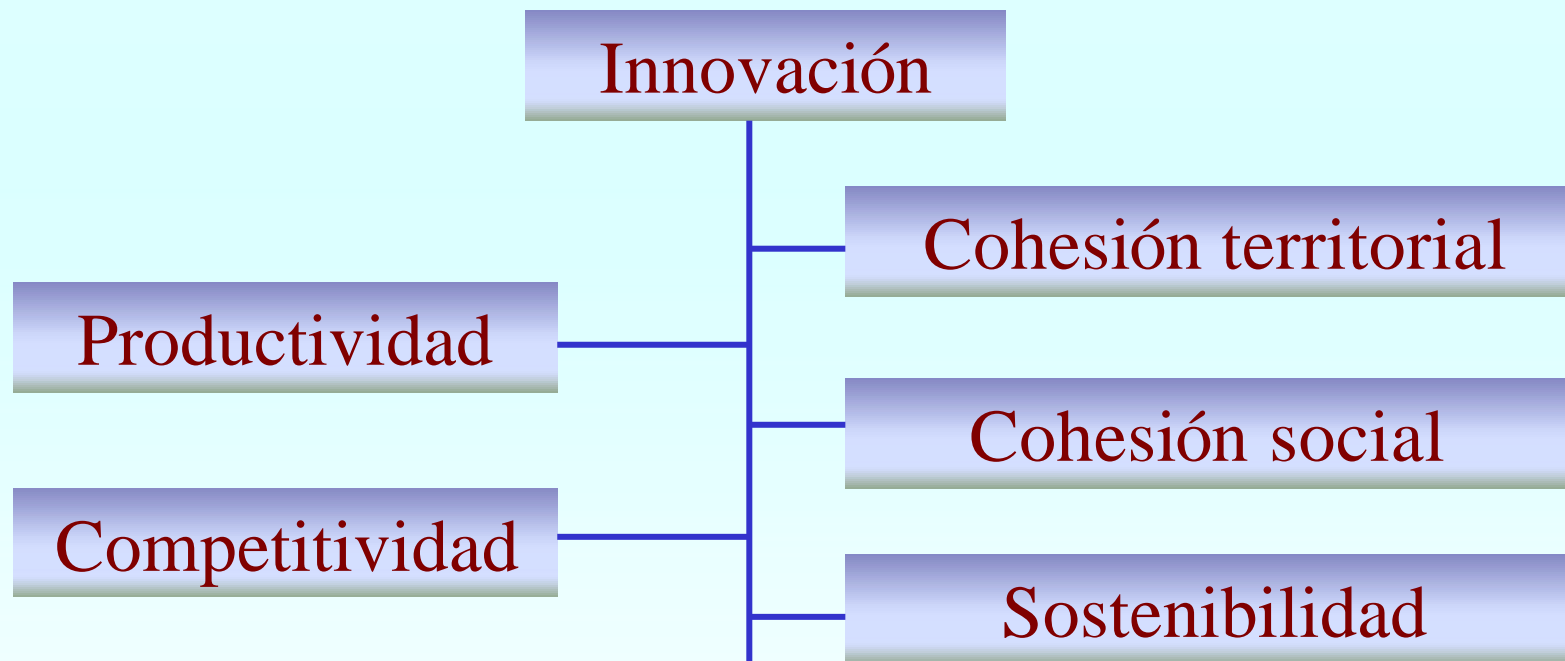 Innovación
Cohesión territorial
Productividad
Cohesión social
Competitividad
Sostenibilidad